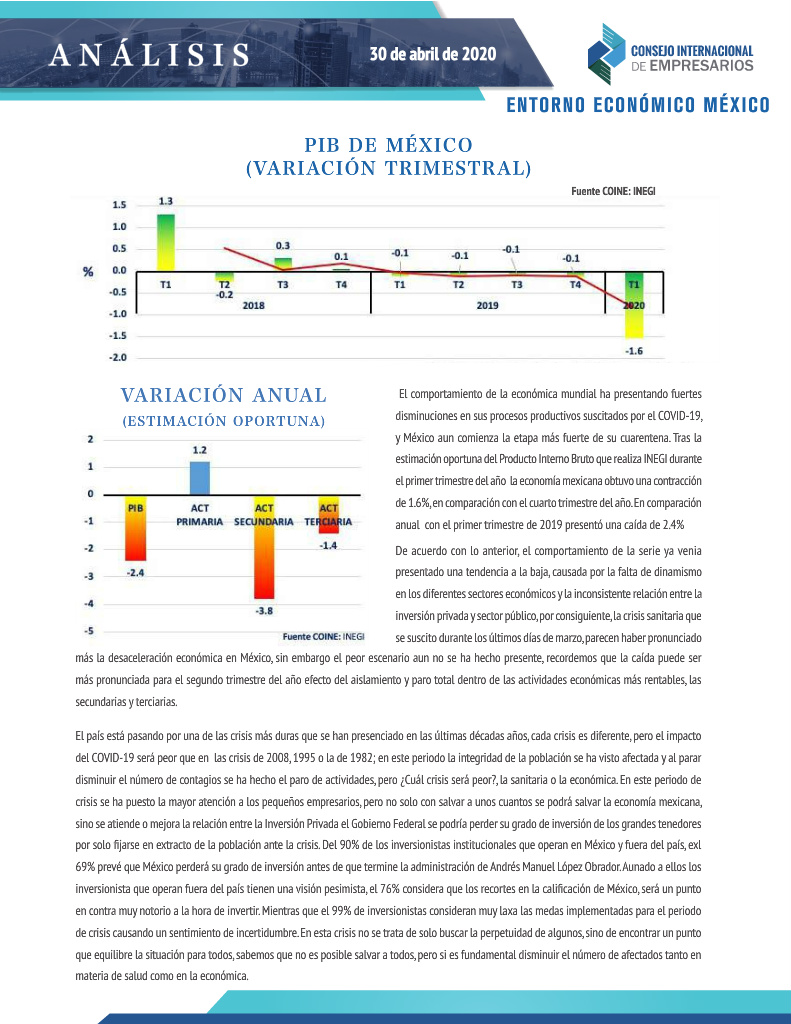 ANÁLISIS
30 de abril de 2020
CONSEJO INTERNACIONAL
DE EMPRESARIOS
ENTORNO ECONÓMICO MÉXICO
PIB DE MÉXICO
(VARIACIÓN TRIMESTRAL)
Fuente COINE: INEGI
1.5
1.0
0.5
0.0
-0.5
-1.0
-1.5
-2.0
%
1.3
-0.2
0.3
0.1
-0.1
-0.1
-0.1
-0.1
-1.6
T1 T2 T3 T4 T1 T2 T3 T4 T1
2018 2019 2020
VARIACIÓN ANUAL
(ESTIMACIÓN OPORTUNA)
2
1
0
-1
-2
-3
-4
-5
1.2
PIB ACT ACT ACT
PRIMARIA SECUNDARIA TERCIARIA
-2.4
-3.8
-1.4
Fuente COINE: INEGI
El comportamiento de la económica mundial ha presentando fuertes
disminuciones en sus procesos productivos suscitados por el COVID-19,
y México aun comienza la etapa más fuerte de su cuarentena. Tras la
estimación oportuna del Producto Interno Bruto que realiza INEGI durante
el primer trimestre del año la economía mexicana obtuvo una contracción
de 1.6%, en comparación con el cuarto trimestre del año. En comparación
anual con el primer trimestre de 2019 presentó una caída de 2.4%
De acuerdo con lo anterior, el comportamiento de la serie ya venia
presentado una tendencia a la baja, causada por la falta de dinamismo
en los diferentes sectores económicos y la inconsistente relación entre la
inversión privada y sector público, por consiguiente, la crisis sanitaria que
se suscito durante los últimos días de marzo, parecen haber pronunciado
más la desaceleración económica en México, sin embargo el peor escenario aun no se ha hecho presente, recordemos que la caída puede ser
más pronunciada para el segundo trimestre del año efecto del aislamiento y paro total dentro de las actividades económicas más rentables, las
secundarias y terciarias.
El país está pasando por una de las crisis más duras que se han presenciado en las últimas décadas años, cada crisis es diferente, pero el impacto
del COVID-19 será peor que en las crisis de 2008, 1995 o la de 1982; en este periodo la integridad de la población se ha visto afectada y al parar
disminuir el número de contagios se ha hecho el paro de actividades, pero ¿Cuál crisis será peor?, la sanitaria o la económica. En este periodo de
crisis se ha puesto la mayor atención a los pequeños empresarios, pero no solo con salvar a unos cuantos se podrá salvar la economía mexicana,
sino se atiende o mejora la relación entre la Inversión Privada el Gobierno Federal se podría perder su grado de inversión de los grandes tenedores
por solo fijarse en extracto de la población ante la crisis. Del 90% de los inversionistas institucionales que operan en México y fuera del país, exl
69% prevé que México perderá su grado de inversión antes de que termine la administración de Andrés Manuel López Obrador. Aunado a ellos los
inversionista que operan fuera del país tienen una visión pesimista, el 76% considera que los recortes en la calificación de México, será un punto
en contra muy notorio a la hora de invertir. Mientras que el 99% de inversionistas consideran muy laxa las medas implementadas para el periodo
de crisis causando un sentimiento de incertidumbre. En esta crisis no se trata de solo buscar la perpetuidad de algunos, sino de encontrar un punto
que equilibre la situación para todos, sabemos que no es posible salvar a todos, pero si es fundamental disminuir el número de afectados tanto en
materia de salud como en la económica.